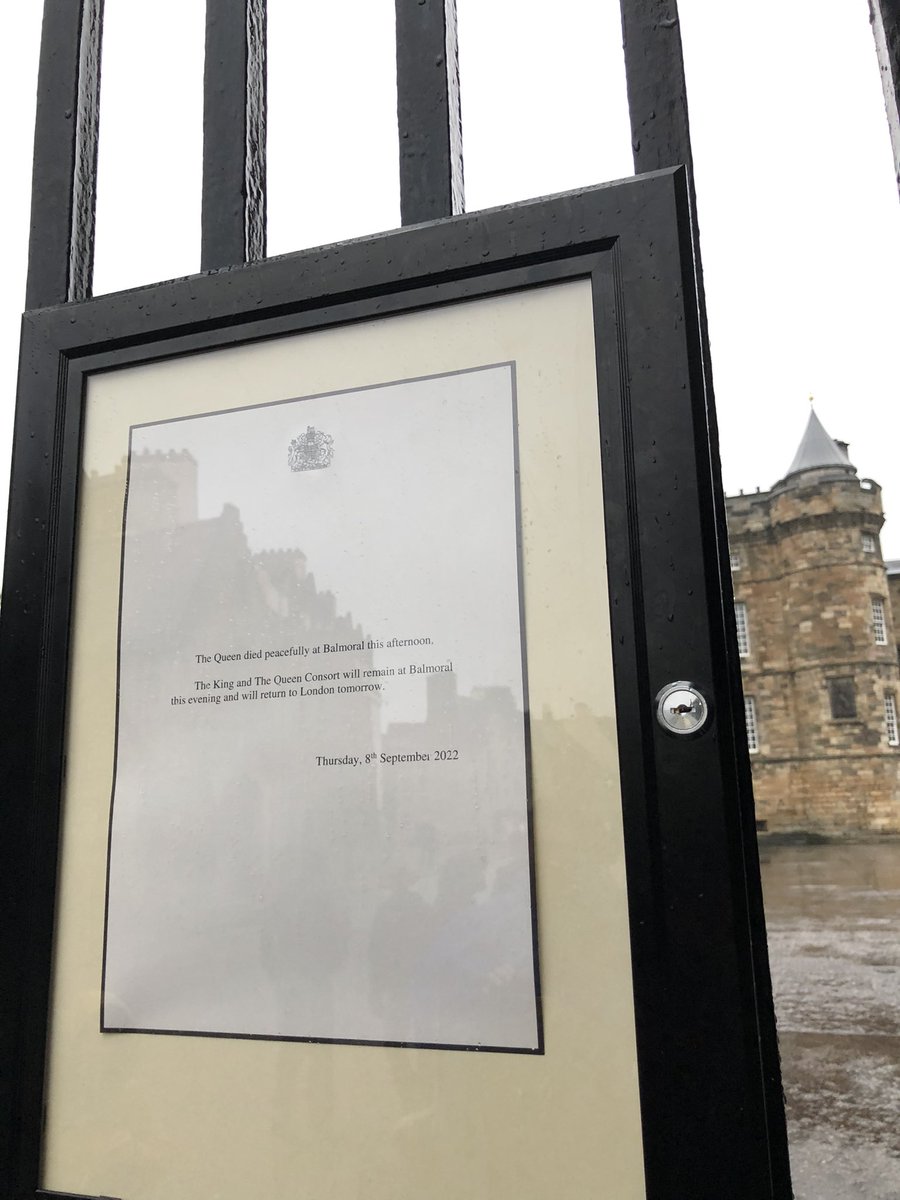 The Queen died peacefully at Balmoral this afternoon.
The King and The Queen Consort will remain at Balmoral
this evening and will return to London tomorrow.
Thursday, 8th September 2022